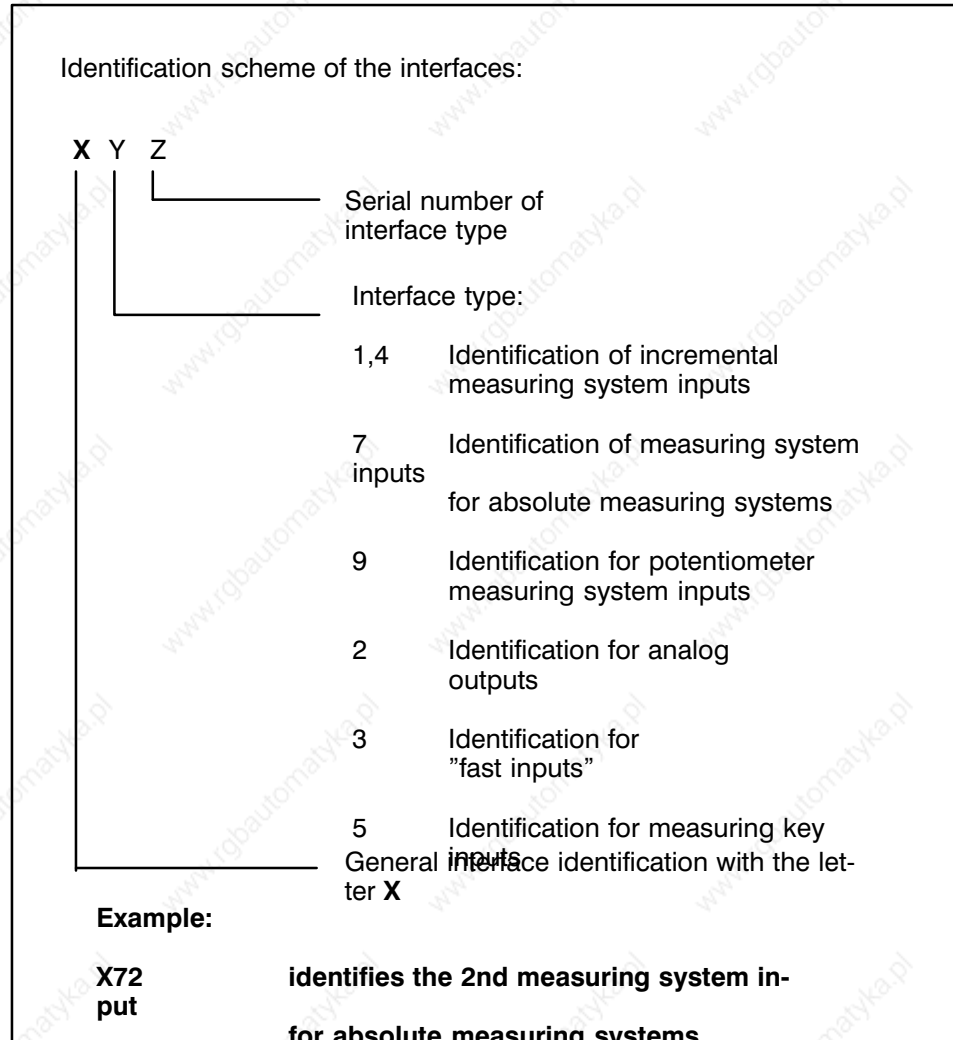 Identification scheme of the interfaces:
X Y Z
Serial number of
interface type
Interface type:
1,4 Identification of incremental
measuring system inputs
7 Identification of measuring system
inputs
for absolute measuring systems
9 Identification for potentiometer
measuring system inputs
2 Identification for analog
outputs
3 Identification for
”fast inputs”
5 Identification for measuring key
inputs
General interface identification with the let-
ter X
Example:
X72 identifies the 2nd measuring system in-
put
for absolute measuring systems
www.rgbautomatyka.pl